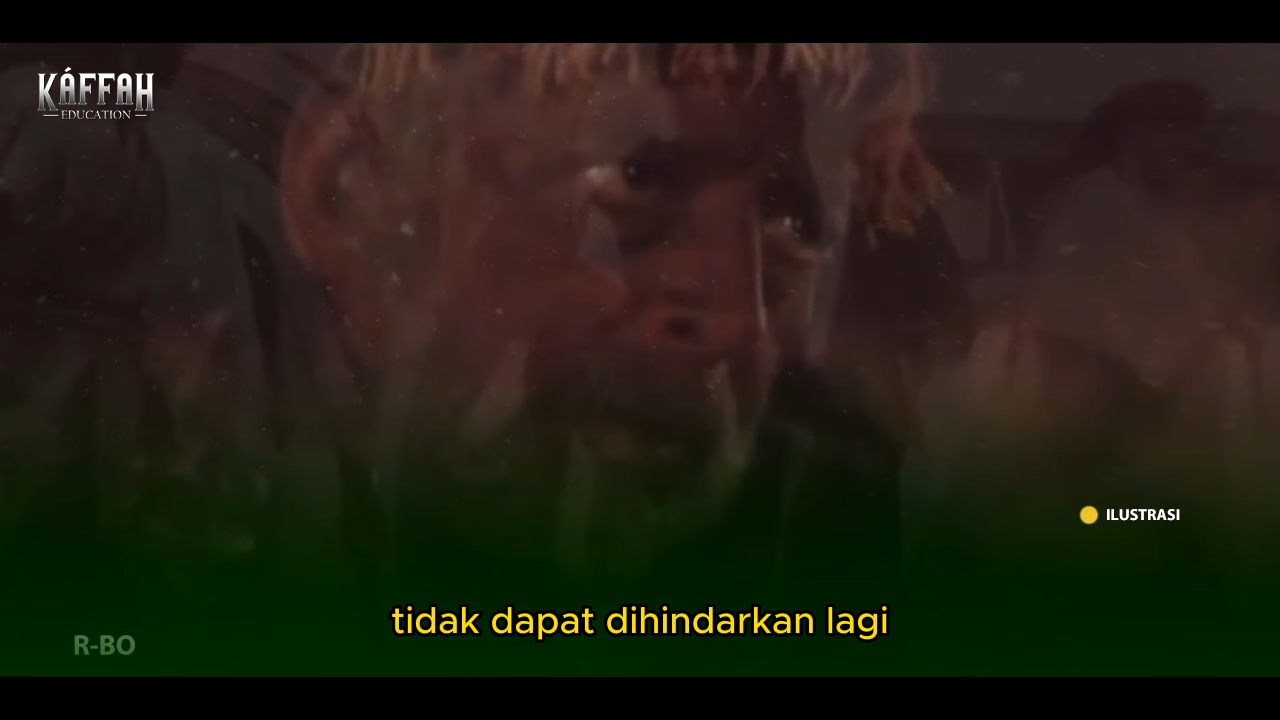 KÁFFAH
EDUCATION
ILUSTRASI
tidak dapat dihindarkan lagi
R-BO